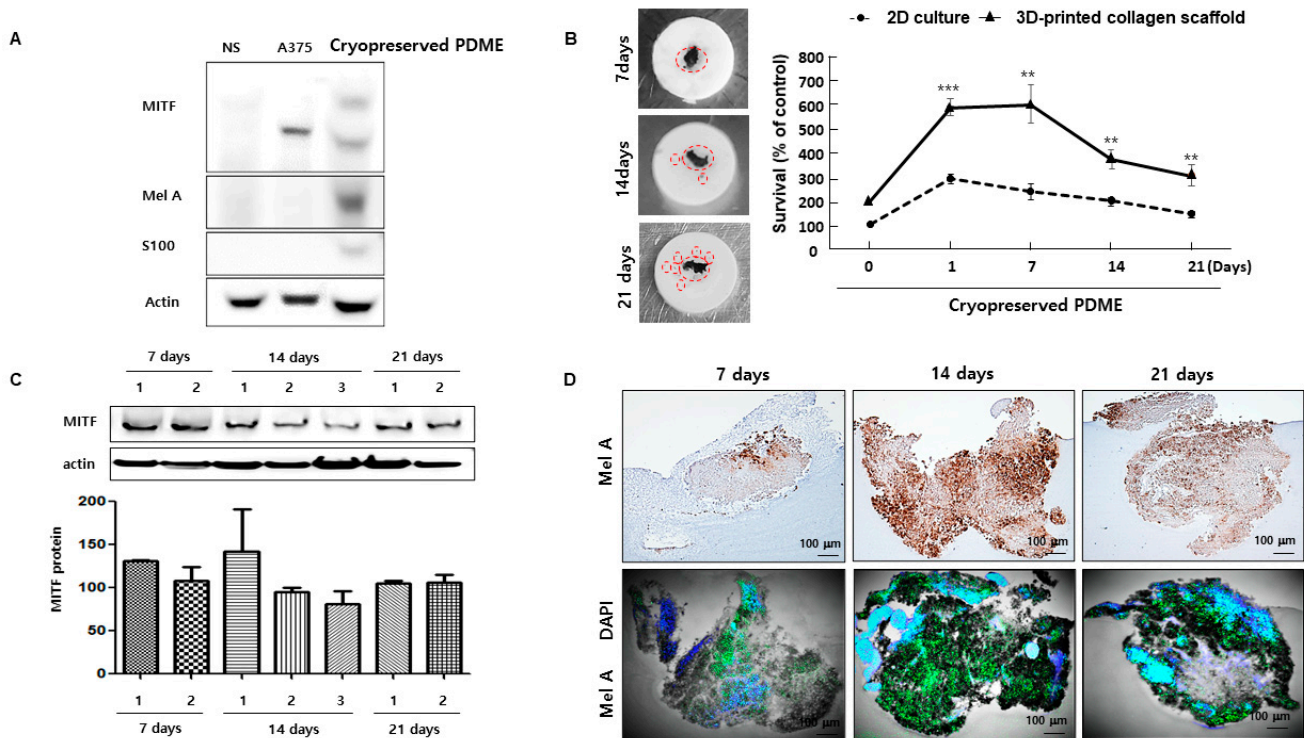 A
NS A375 Cryopreserved PDME
MITF
Mel A
S100
Actin
B
7days
14days
21 days
2D culture 3D-printed collagen scaffold
Survival (% of control)
800
700
600
500
400
300
200
100
0
*** ** ** **
0 1 7 14 21 (Days)
Cryopreserved PDME
C
7 days 14 days 21 days
1 2 1 2 3 1 2
MITF
actin
MITF protein
200
150
100
50
0
1 2 1 2 3 1 2
7 days 14 days 21 days
D
7 days 14 days 21 days
Mel A
100 µm 100 µm 100 µm
Mel A DAPI
100 µm 100 µm 100 µm